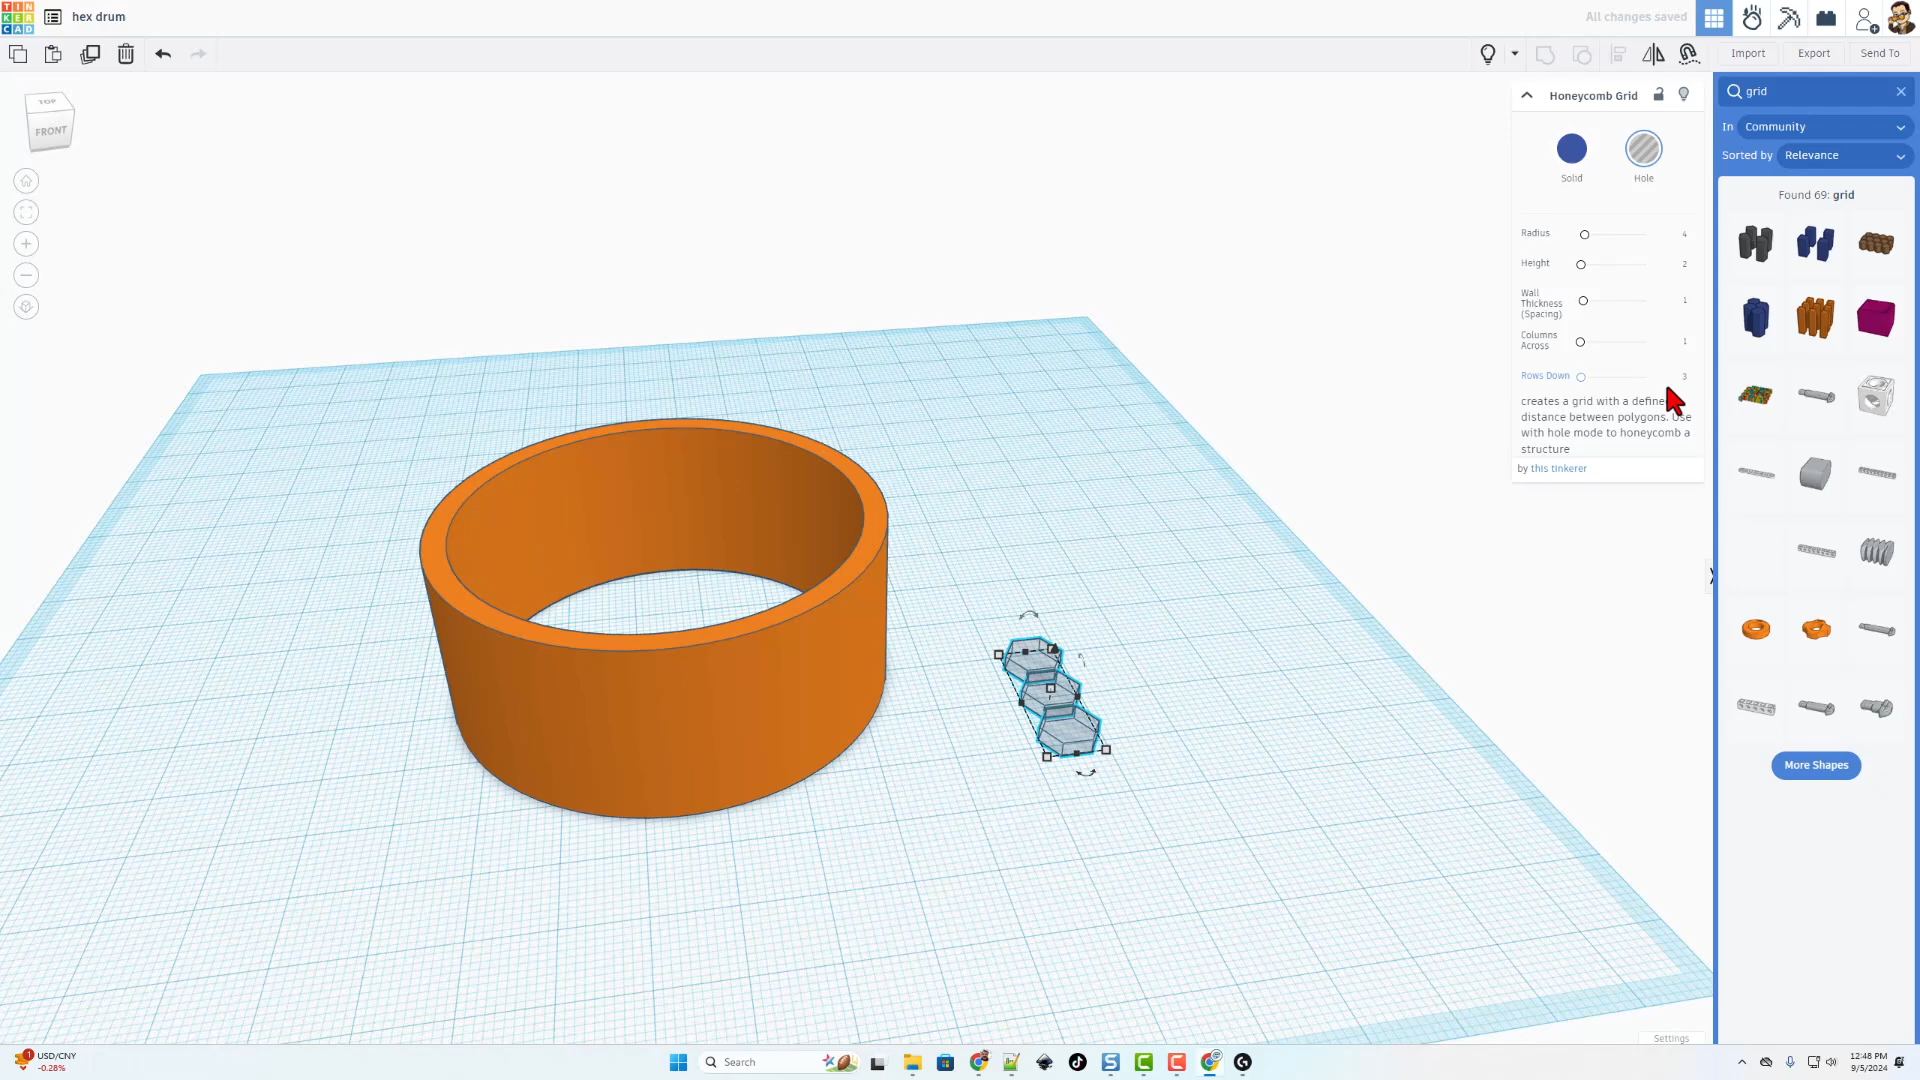 TIN
KER
CAD
hex drum
All changes saved
Import
Export
Send To
TOP
FRONT
Honeycomb Grid
Solid
Hole
Radius
4
Height
2
Wall
Thickness
(Spacing)
1
Columns
Across
1
Rows Down
3
creates a grid with a define
distance between polygons. Use
with hole mode to honeycomb a
structure
by this tinkerer
grid
In
Community
Sorted by
Relevance
Found 69: grid
More Shapes
Settings
1
USD/CNY
-0.28%
Search
12:48 PM
9/5/2024